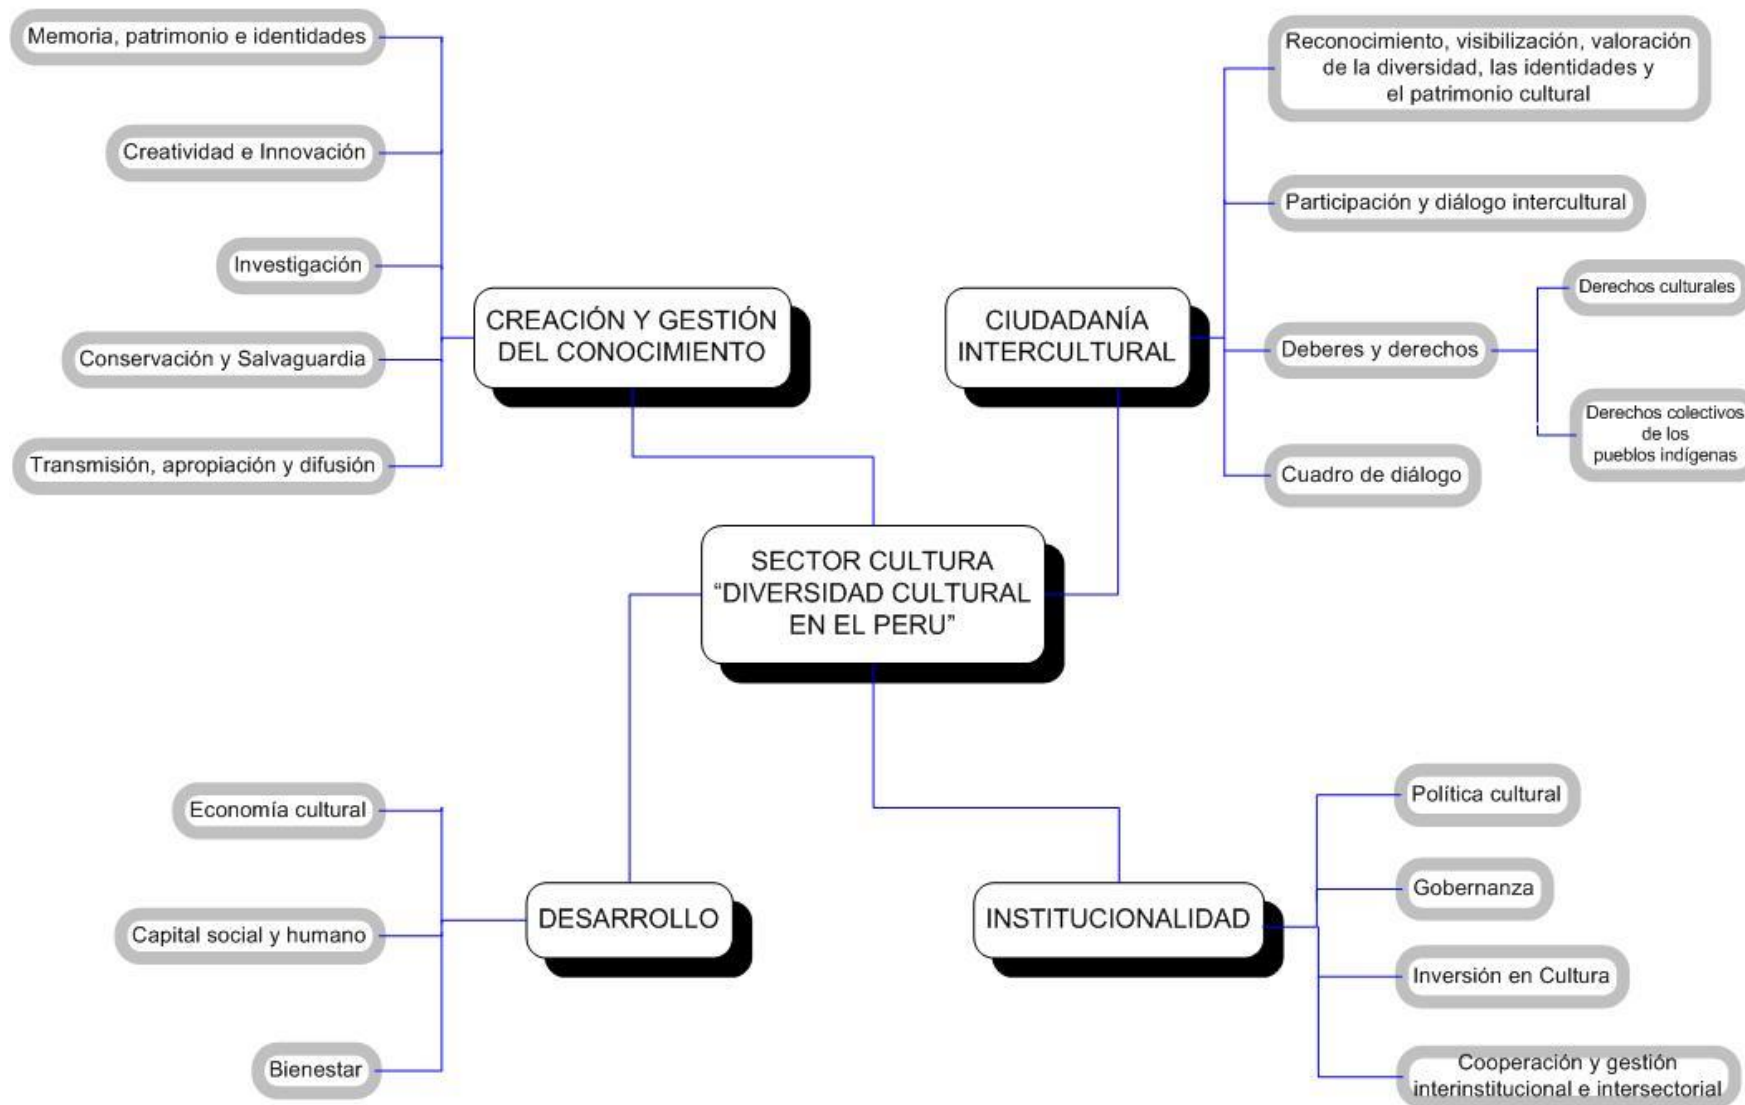 Memoria, patrimonio e identidades
Creatividad e Innovación
Investigación
Conservación y Salvaguardia
Transmisión, apropiación y difusión
CREACIÓN Y GESTIÓN
DEL CONOCIMIENTO
CIUDADANÍA
INTERCULTURAL
Reconocimiento, visibilización, valoración
de la diversidad, las identidades y
el patrimonio cultural
Participación y diálogo intercultural
Deberes y derechos
Derechos culturales
Derechos colectivos
de los
pueblos indígenas
Cuadro de diálogo
SECTOR CULTURA
“DIVERSIDAD CULTURAL
EN EL PERU”
Economía cultural
Capital social y humano
Bienestar
DESARROLLO
INSTITUCIONALIDAD
Política cultural
Gobernanza
Inversión en Cultura
Cooperación y gestión
interinstitucional e intersectorial